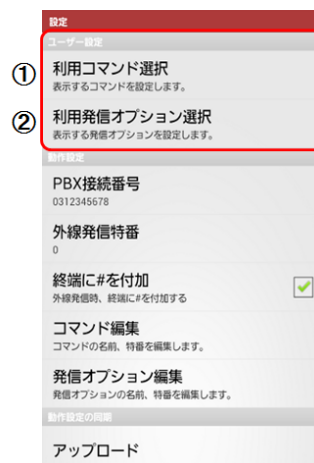 設定
ユーザー設定
① 利用コマンド選択
表示するコマンドを設定します。
② 利用発信オプション選択
表示する発信オプションを設定します。
動作設定
PBX接続番号
0312345678
外線発信特番
0
終端に#を付加
外線発信時、終端に#を付加する
コマンド編集
コマンドの名前、特番を編集します。
発信オプション編集
発信オプションの名前、特番を編集します。
動作設定の同期
アップロード